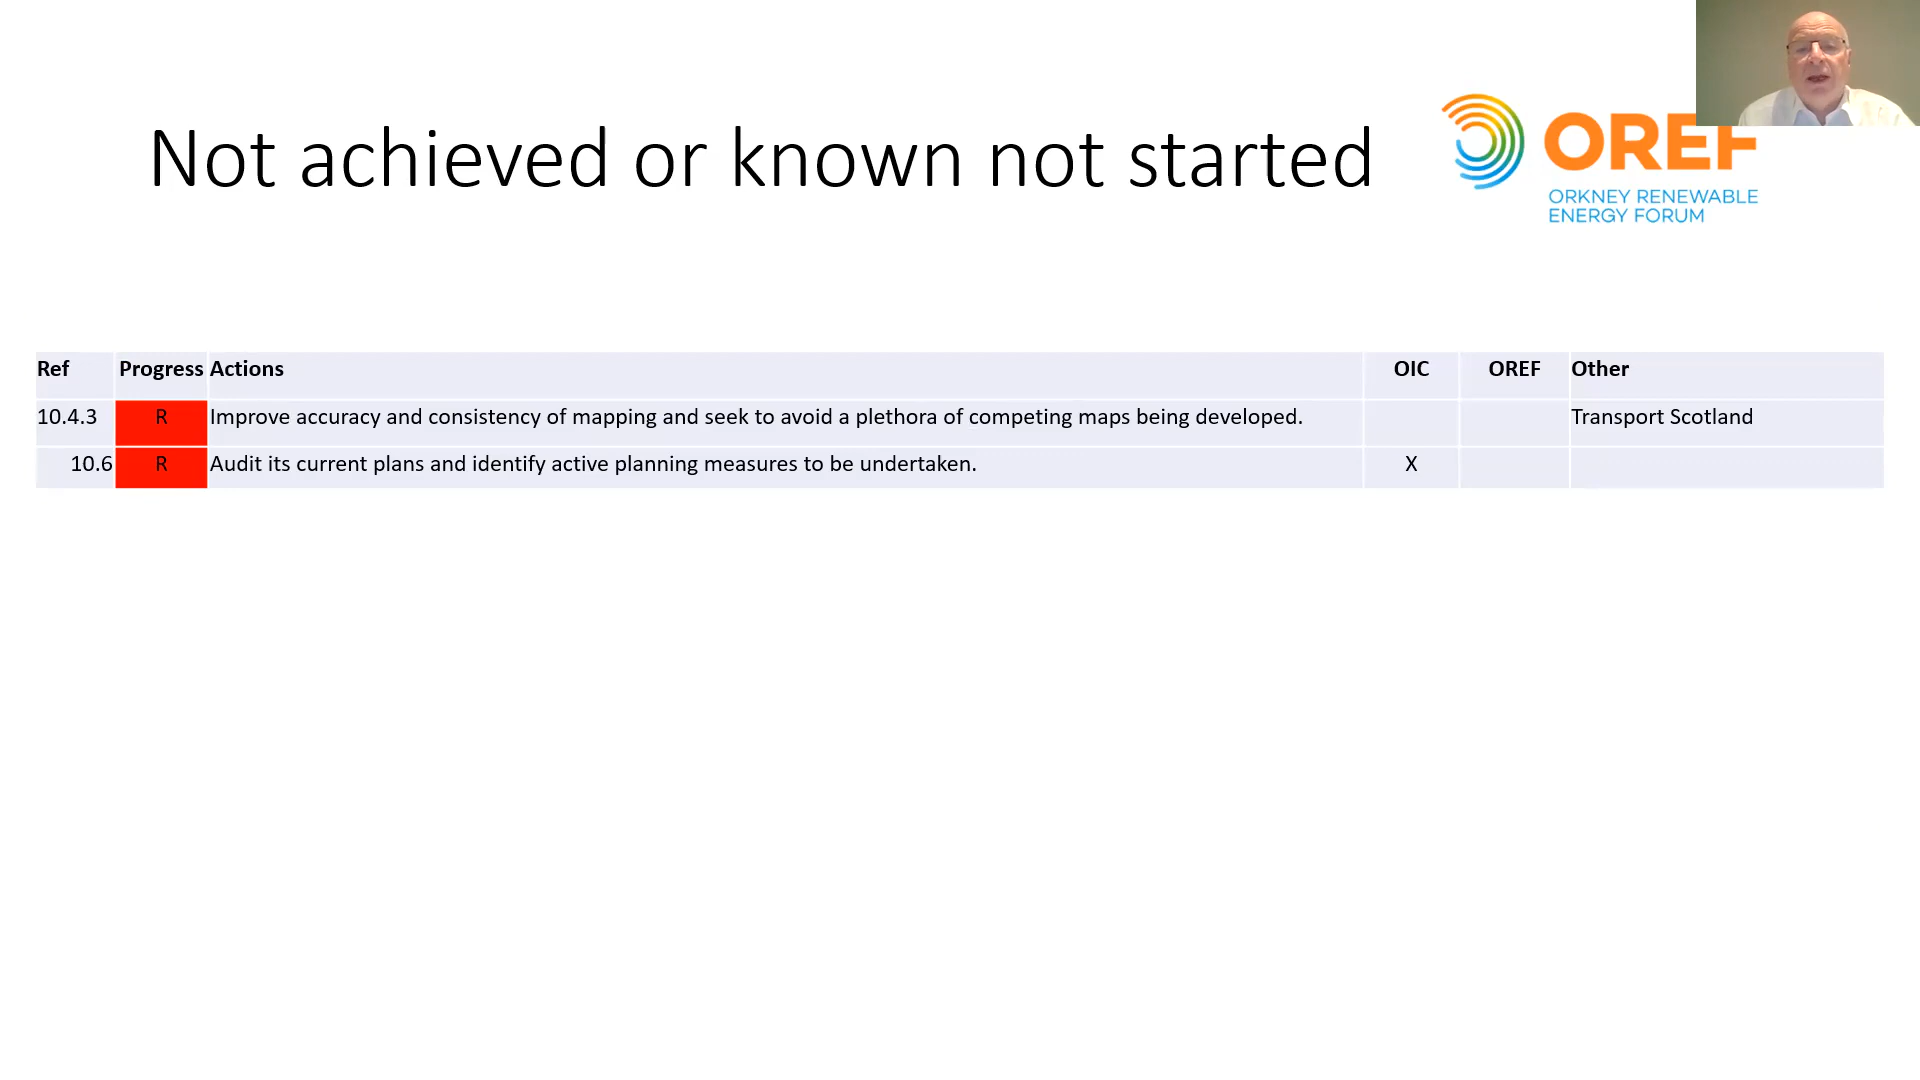 Not achieved or known not started
OREF
ORKNEY RENEWABLE
ENERGY FORUM
Ref Progress Actions OIC OREF Other
10.4.3 R Improve accuracy and consistency of mapping and seek to avoid a plethora of competing maps being developed. Transport Scotland
10.6 R Audit its current plans and identify active planning measures to be undertaken. X